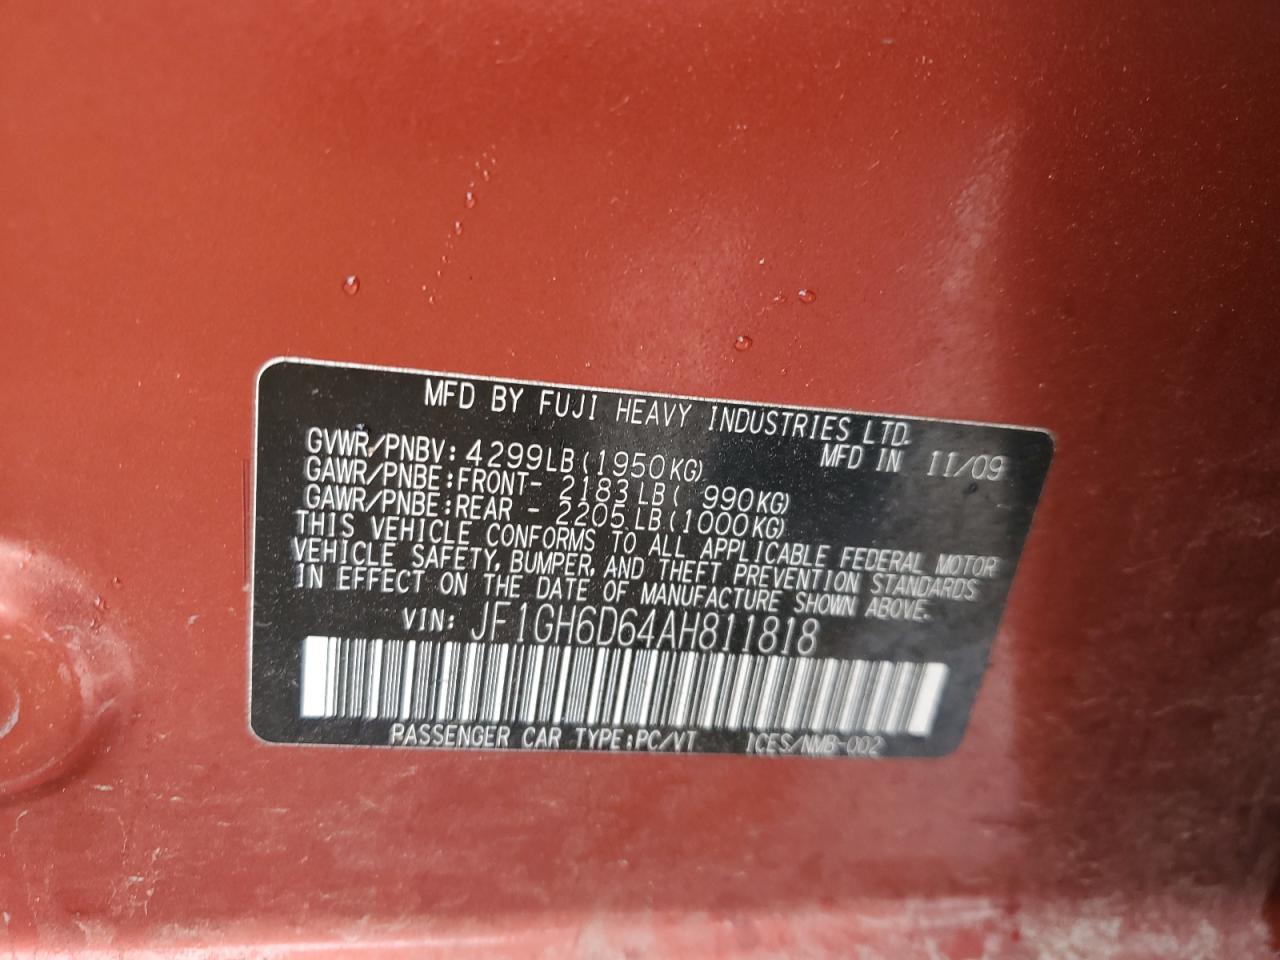 MFD BY FUJI HEAVY INDUSTRIES LTD.
GVWR/PNBV: 4299LB(1950KG) MFD IN 11/09
GAWR/PNBE:FRONT- 2183LB( 990KG)
GAWR/PNBE:REAR - 2205LB(1000KG)
THIS VEHICLE CONFORMS TO ALL APPLICABLE FEDERAL MOTOR
VEHICLE SAFETY, BUMPER, AND THEFT PREVENTION STANDARDS
IN EFFECT ON THE DATE OF MANUFACTURE SHOWN ABOVE.
VIN: JF1GH6D64AH811818
PASSENGER CAR TYPE:PC/VT ICES/NMB-002